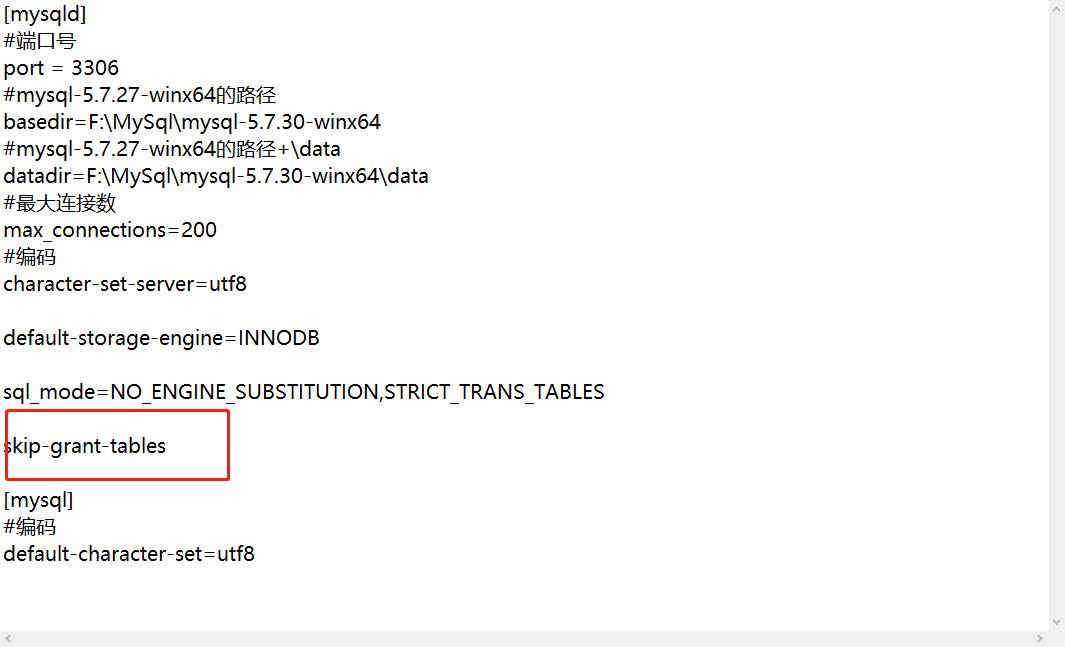 [mysqld]
#端口号
port = 3306
#mysql-5.7.27-winx64的路径
basedir=F:\MySql\mysql-5.7.30-winx64
#mysql-5.7.27-winx64的路径+\data
datadir=F:\MySql\mysql-5.7.30-winx64\data
#最大连接数
max_connections=200
#编码
character-set-server=utf8
default-storage-engine=INNODB
sql_mode=NO_ENGINE_SUBSTITUTION,STRICT_TRANS_TABLES
skip-grant-tables
[mysql]
#编码
default-character-set=utf8